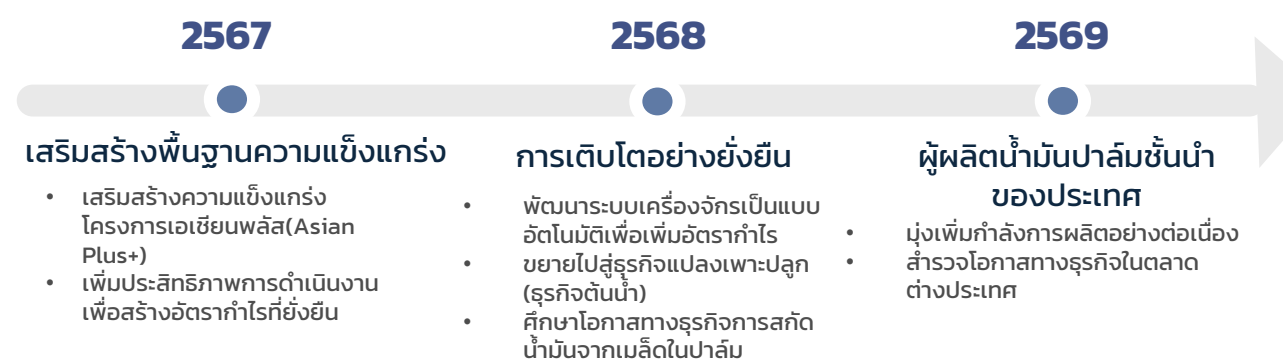 2567
เสริมสร้างพื้นฐานความแข็งแกร่ง
• เสริมสร้างความแข็งแกร่ง
โครงการเอเชียนพลัส(Asian
Plus+)
• เพิ่มประสิทธิภาพการดำเนินงาน
เพื่อสร้างอัตรากำไรที่ยั่งยืน
2568
การเติบโตอย่างยั่งยืน
• พัฒนาระบบเครื่องจักรเป็นแบบ
อัตโนมัติเพื่อเพิ่มอัตรากำไร
• ขยายไปสู่ธุรกิจแปลงเพาะปลูก
(ธุรกิจต้นน้ำ)
• ศึกษาโอกาสทางธุรกิจการสกัด
น้ำมันจากเมล็ดในปาล์ม
2569
ผู้ผลิตน้ำมันปาล์มชั้นนำ
ของประเทศ
• มุ่งเพิ่มกำลังการผลิตอย่างต่อเนื่อง
• สำรวจโอกาสทางธุรกิจในตลาด
ต่างประเทศ